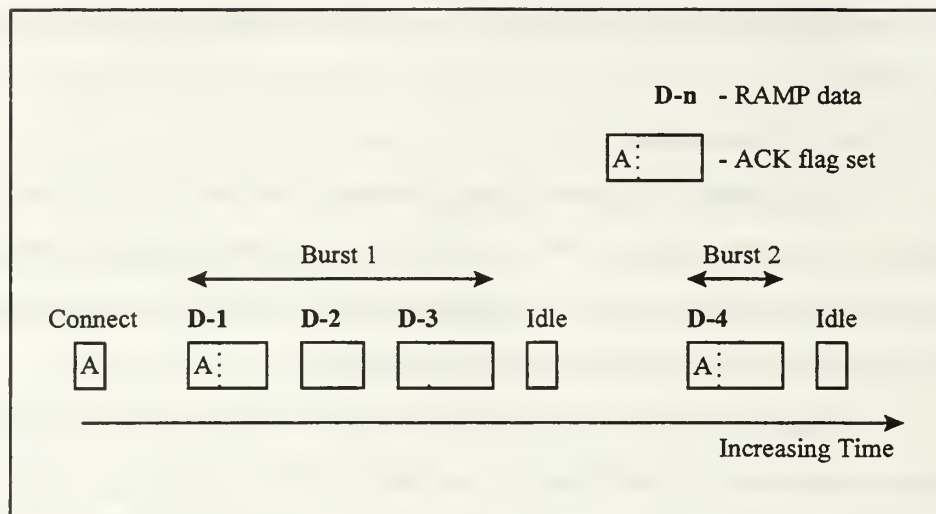 D-n - RAMP data
A - ACK flag set
Burst 1 Burst 2
Connect D-1 D-2 D-3 Idle D-4 Idle
A A A
Increasing Time